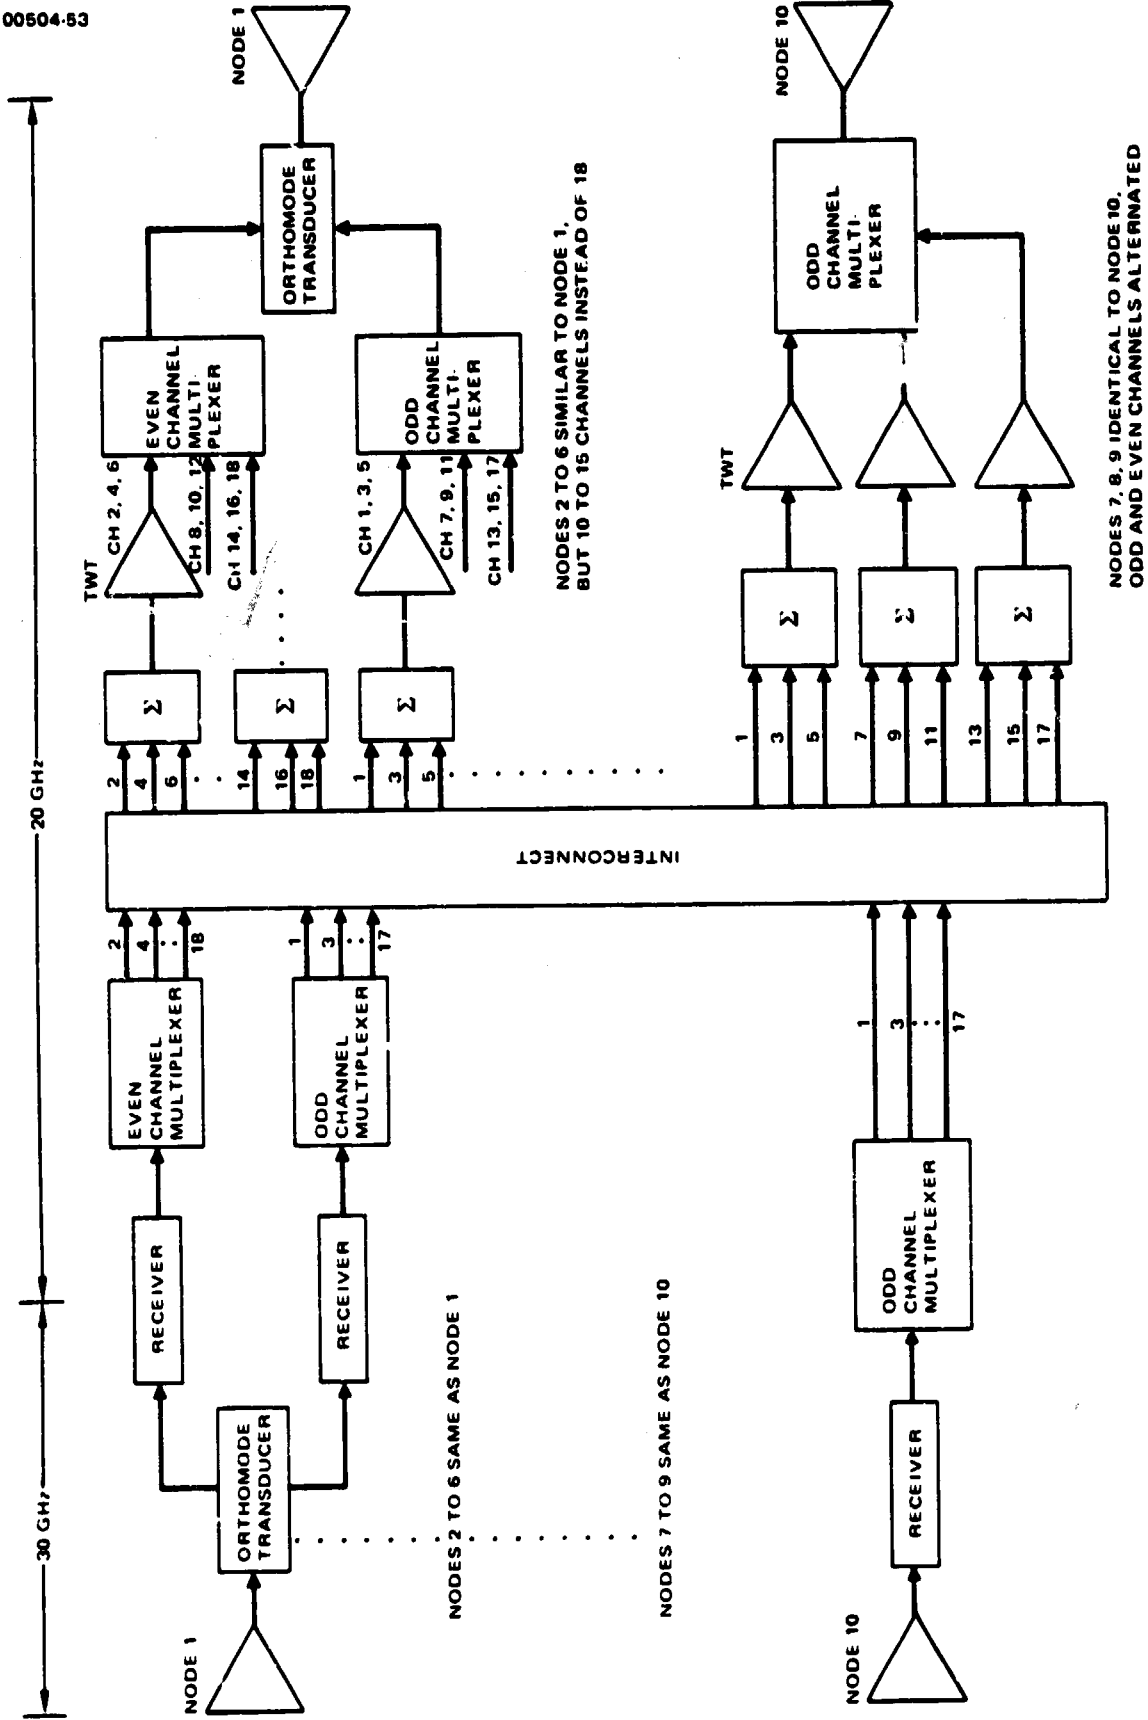 00504-53
30 GHz
20 GHz
NODE 1
ORTHOMODE
TRANSDUCER
RECEIVER
RECEIVER
EVEN
CHANNEL
MULTIPLEXER
ODD
CHANNEL
MULTIPLEXER
2
4
18
1
3
17
INTERCONNECT
2
4
6
14
16
18
1
3
5
Σ
Σ
Σ
TWT
CH 2, 4, 6
CH 8, 10, 12
CH 14, 16, 18
CH 1, 3, 5
CH 7, 9, 11
CH 13, 15, 17
EVEN
CHANNEL
MULTI-
PLEXER
ODD
CHANNEL
MULTI-
PLEXER
ORTHOMODE
TRANSDUCER
NODE 1
NODES 2 TO 6 SAME AS NODE 1
NODES 7 TO 9 SAME AS NODE 10
NODES 2 TO 6 SIMILAR TO NODE 1,
BUT 10 TO 15 CHANNELS INSTEAD OF 18
NODE 10
RECEIVER
ODD
CHANNEL
MULTIPLEXER
1
3
17
1
3
5
7
9
11
13
15
17
Σ
Σ
Σ
TWT
ODD
CHANNEL
MULTI-
PLEXER
NODE 10
NODES 7, 8, 9 IDENTICAL TO NODE 10,
ODD AND EVEN CHANNELS ALTERNATED